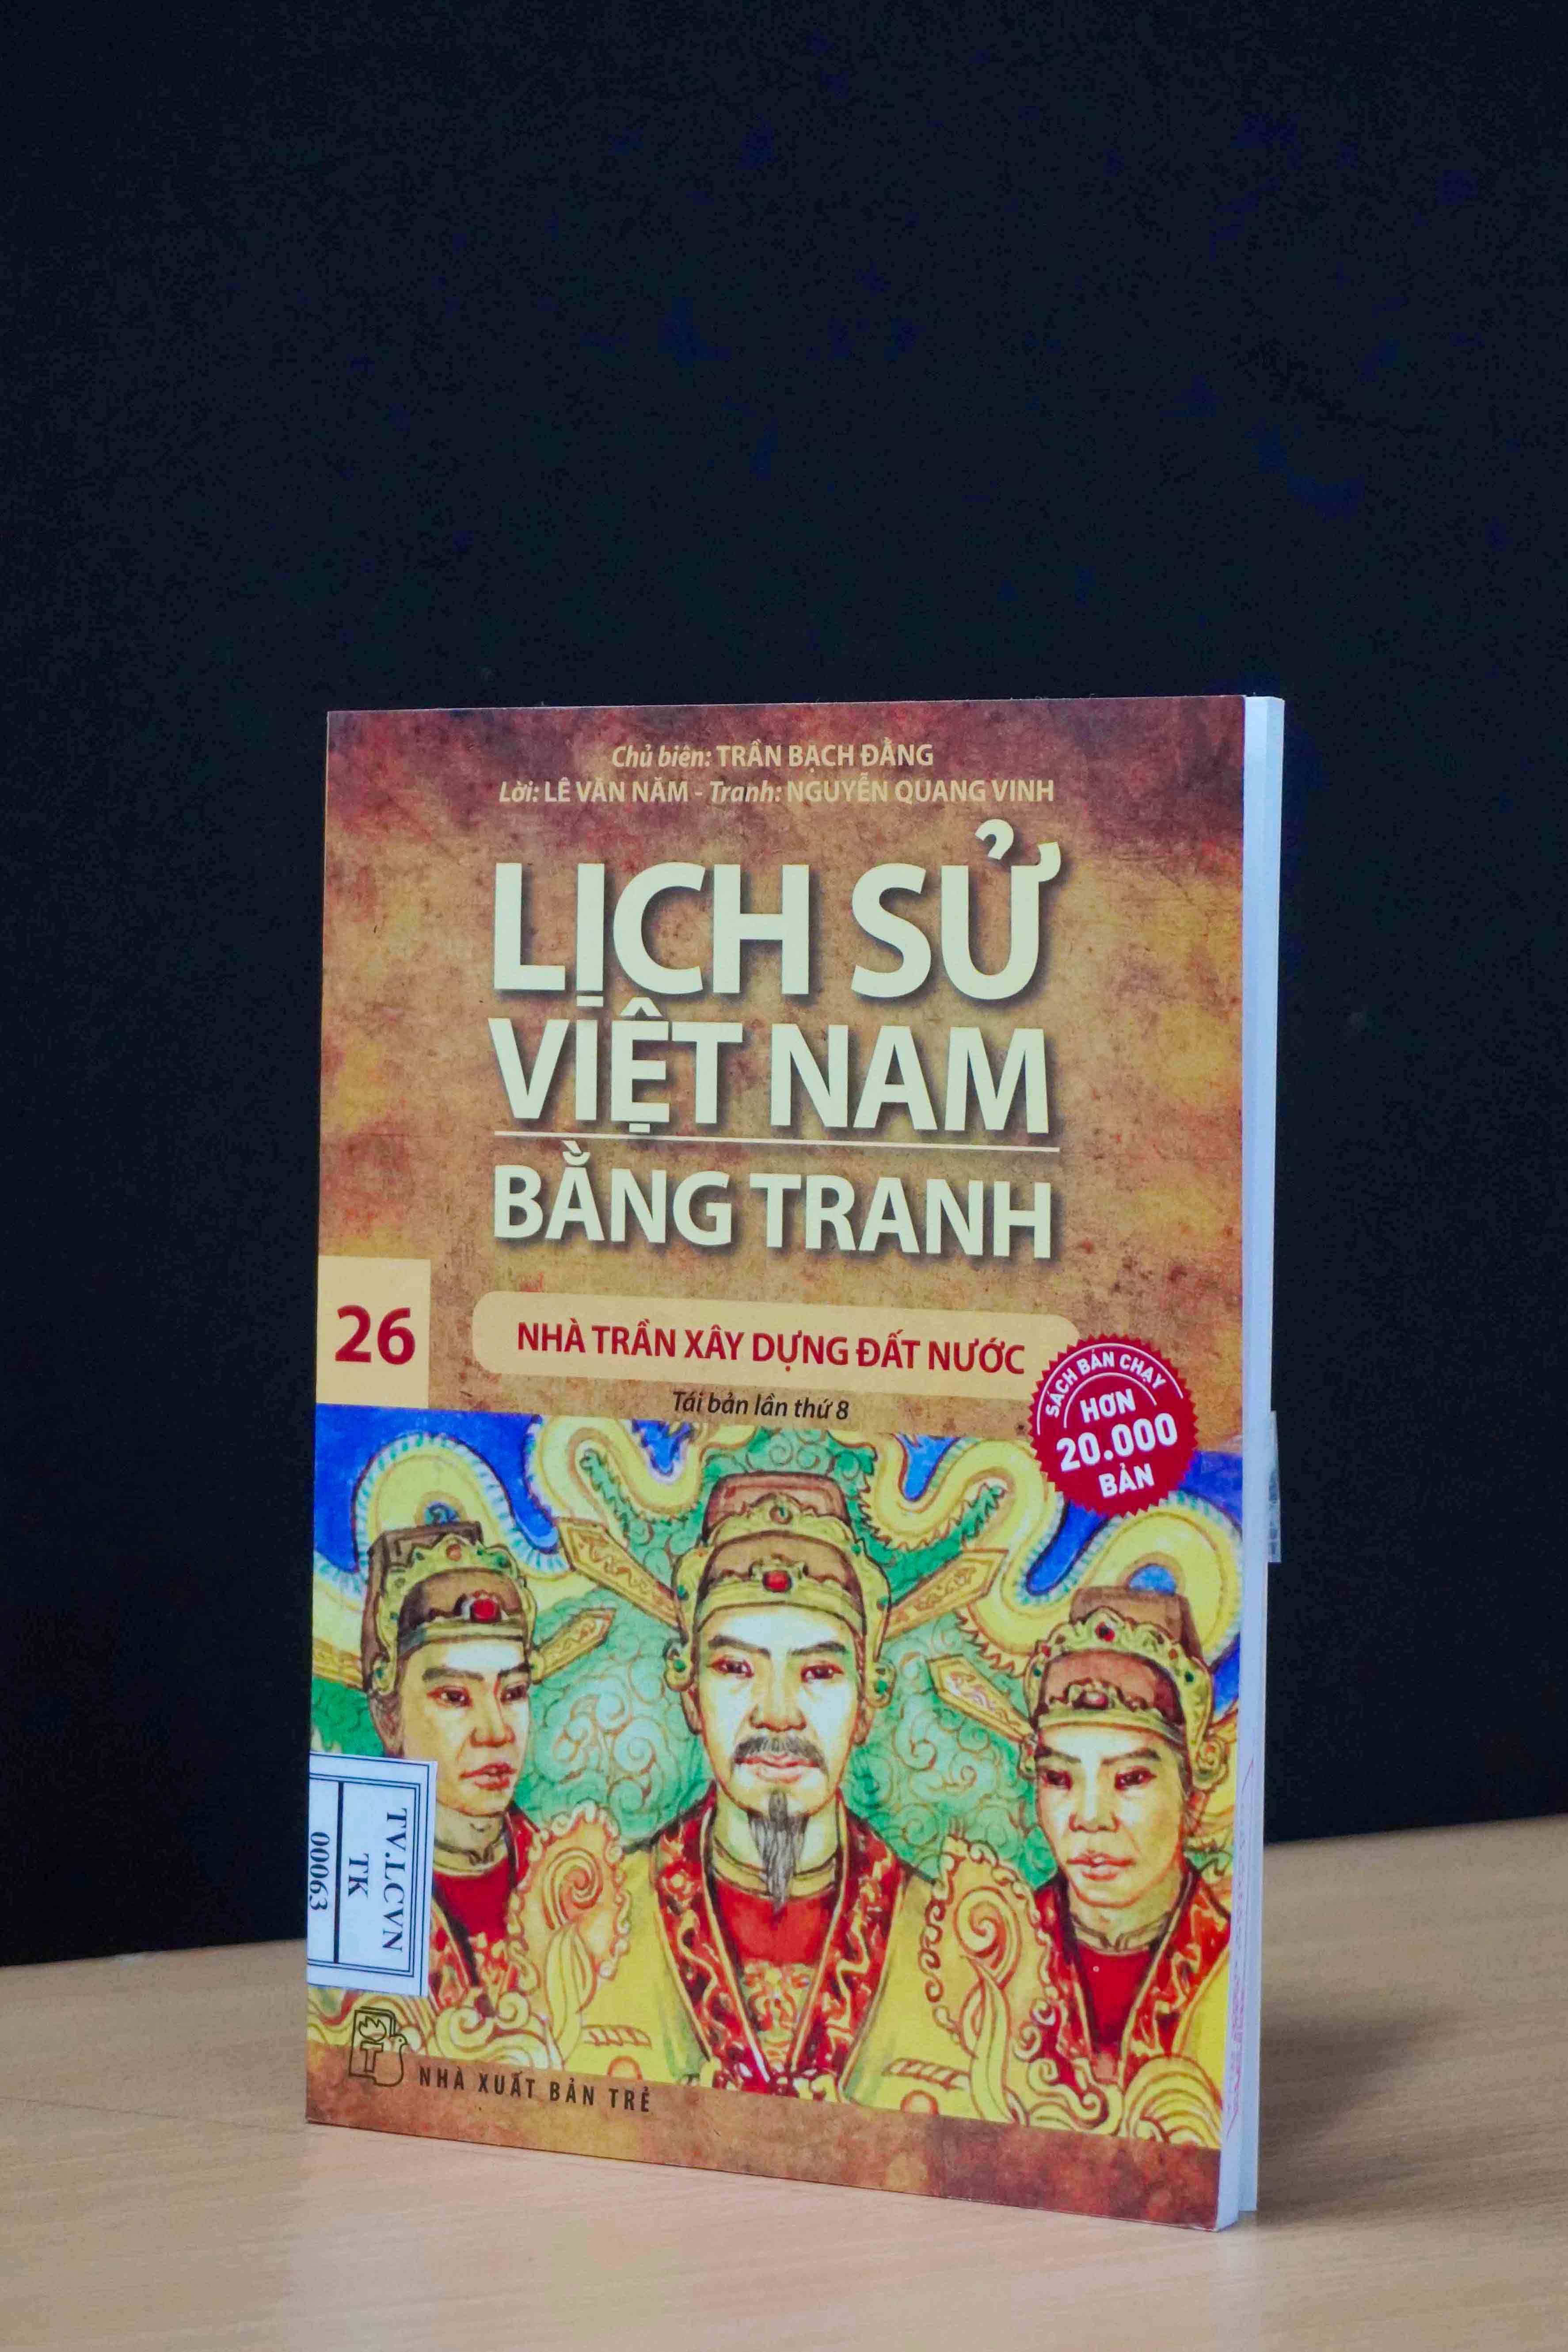 Chủ biên: TRẦN BẠCH ĐẰNG
Lời: LÊ VĂN NĂM - Tranh: NGUYỄN QUANG VINH
LỊCH SỬ
VIỆT NAM
BẰNG TRANH
26
NHÀ TRẦN XÂY DỰNG ĐẤT NƯỚC
Tái bản lần thứ 8
SÁCH BÁN CHẠY
HƠN
20.000
BẢN
TV.LCVN
TK
00063
NHÀ XUẤT BẢN TRẺ